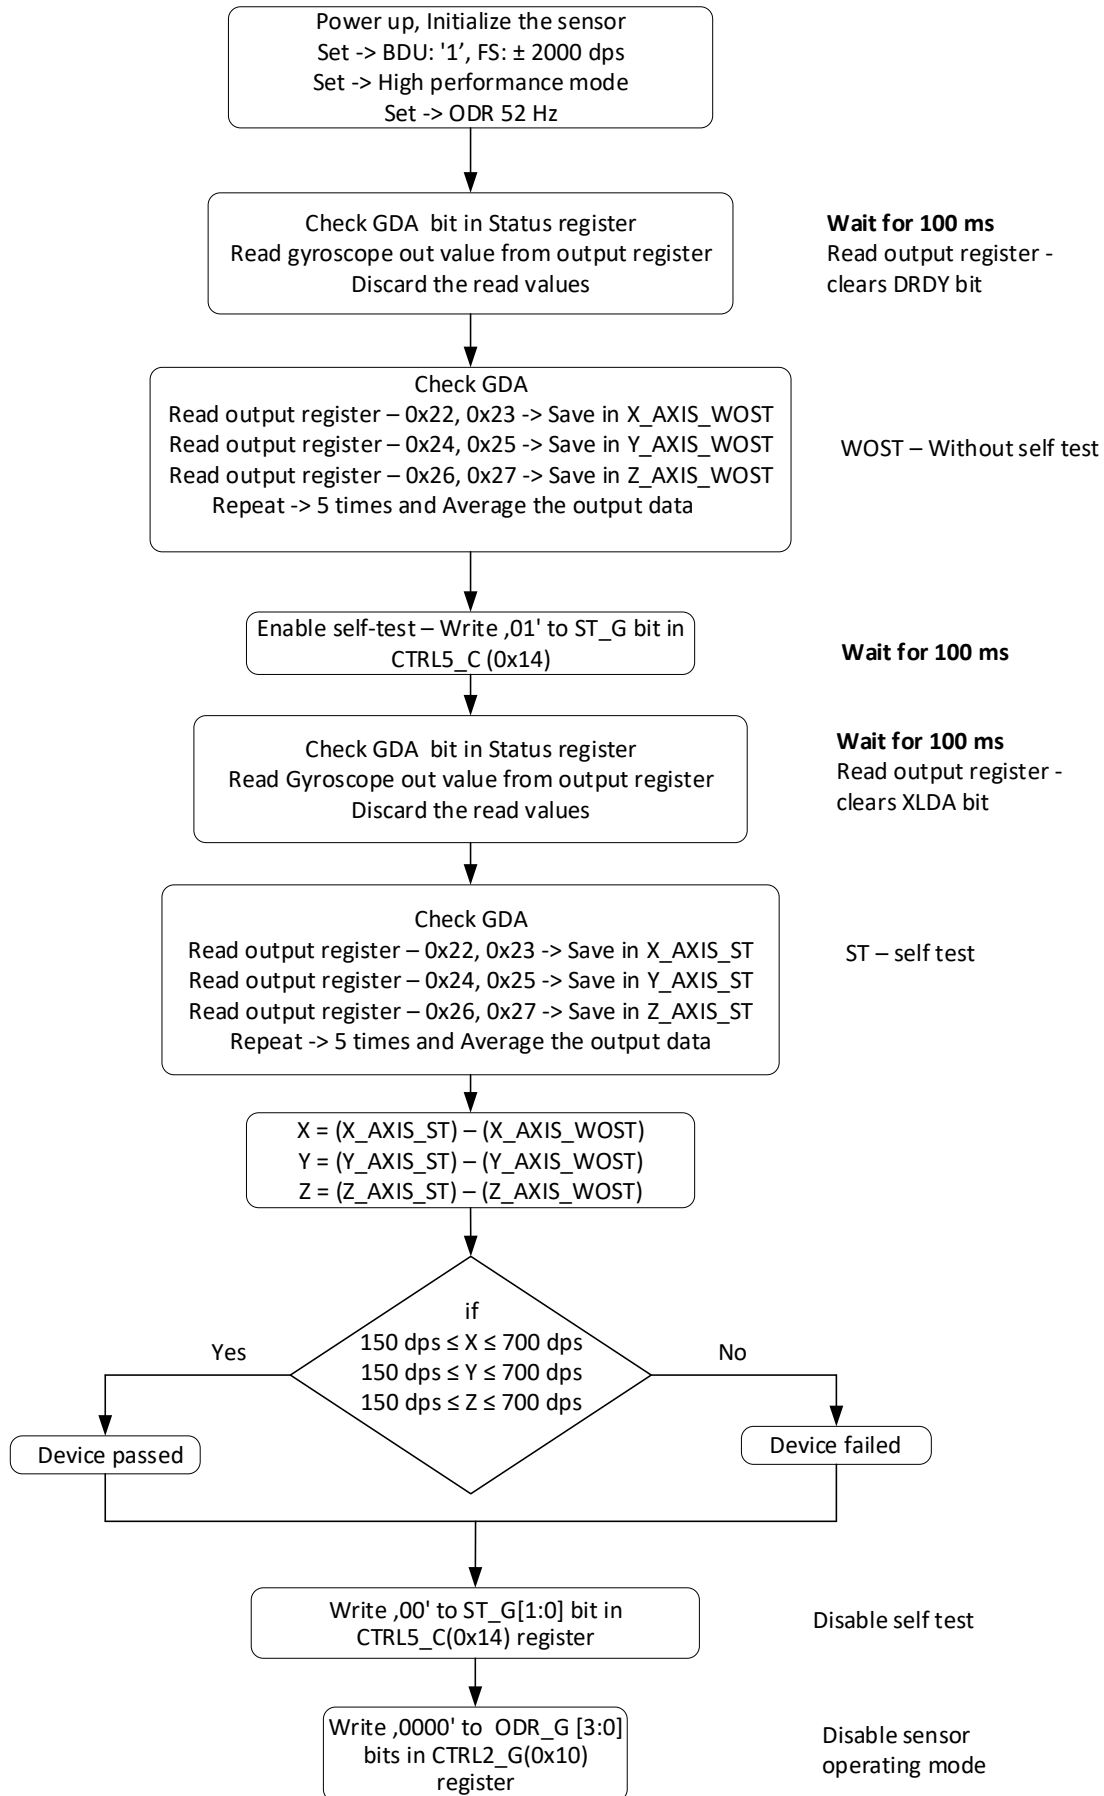 Power up, Initialize the sensor
Set -> BDU: '1’, FS: ± 2000 dps
Set -> High performance mode
Set -> ODR 52 Hz
Check GDA  bit in Status register
Read gyroscope out value from output register
Discard the read values
Wait for 100 ms
Read output register -
clears DRDY bit
Check GDA
Read output register – 0x22, 0x23 -> Save in X_AXIS_WOST
Read output register – 0x24, 0x25 -> Save in Y_AXIS_WOST
Read output register – 0x26, 0x27 -> Save in Z_AXIS_WOST
Repeat -> 5 times and Average the output data
WOST – Without self test
Enable self-test – Write ‚01' to ST_G bit in
CTRL5_C (0x14)
Wait for 100 ms
Check GDA  bit in Status register
Read Gyroscope out value from output register
Discard the read values
Wait for 100 ms
Read output register -
clears XLDA bit
Check GDA
Read output register – 0x22, 0x23 -> Save in X_AXIS_ST
Read output register – 0x24, 0x25 -> Save in Y_AXIS_ST
Read output register – 0x26, 0x27 -> Save in Z_AXIS_ST
Repeat -> 5 times and Average the output data
ST – self test
X = (X_AXIS_ST) – (X_AXIS_WOST)
Y = (Y_AXIS_ST) – (Y_AXIS_WOST)
Z = (Z_AXIS_ST) – (Z_AXIS_WOST)
if
150 dps ≤ X ≤ 700 dps
150 dps ≤ Y ≤ 700 dps
150 dps ≤ Z ≤ 700 dps
Yes
No
Device passed
Device failed
Write ‚00' to ST_G[1:0] bit in
CTRL5_C(0x14) register
Disable self test
Write ‚0000' to  ODR_G [3:0]
bits in CTRL2_G(0x10)
register
Disable sensor
operating mode